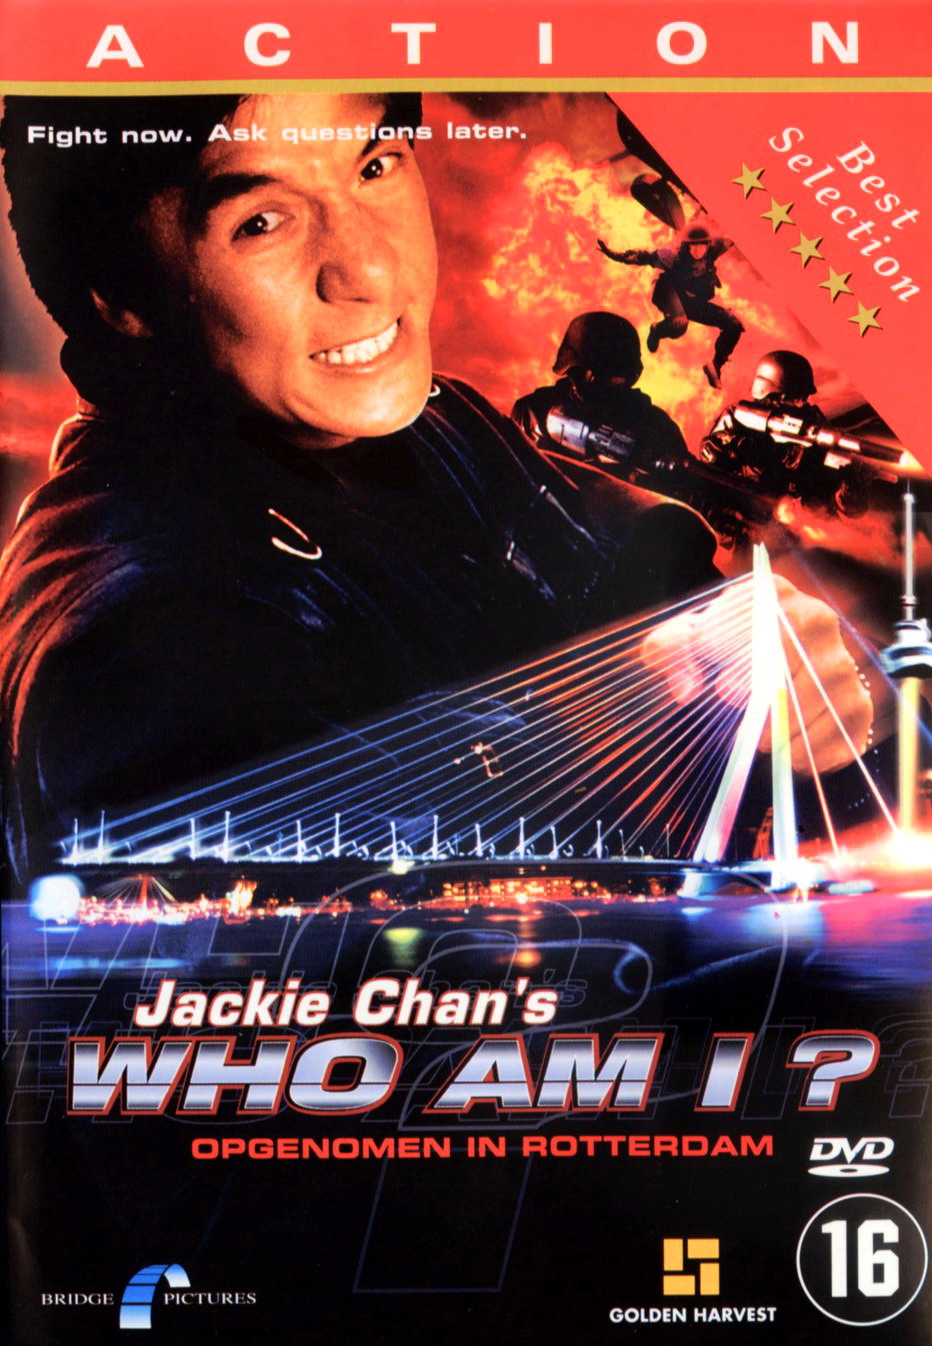 ACTION
Fight now. Ask questions later.
Best
Selection
Jackie Chan's
WHO AM I?
OPGENOMEN IN ROTTERDAM
DVD
16
BRIDGE PICTURES
GOLDEN HARVEST